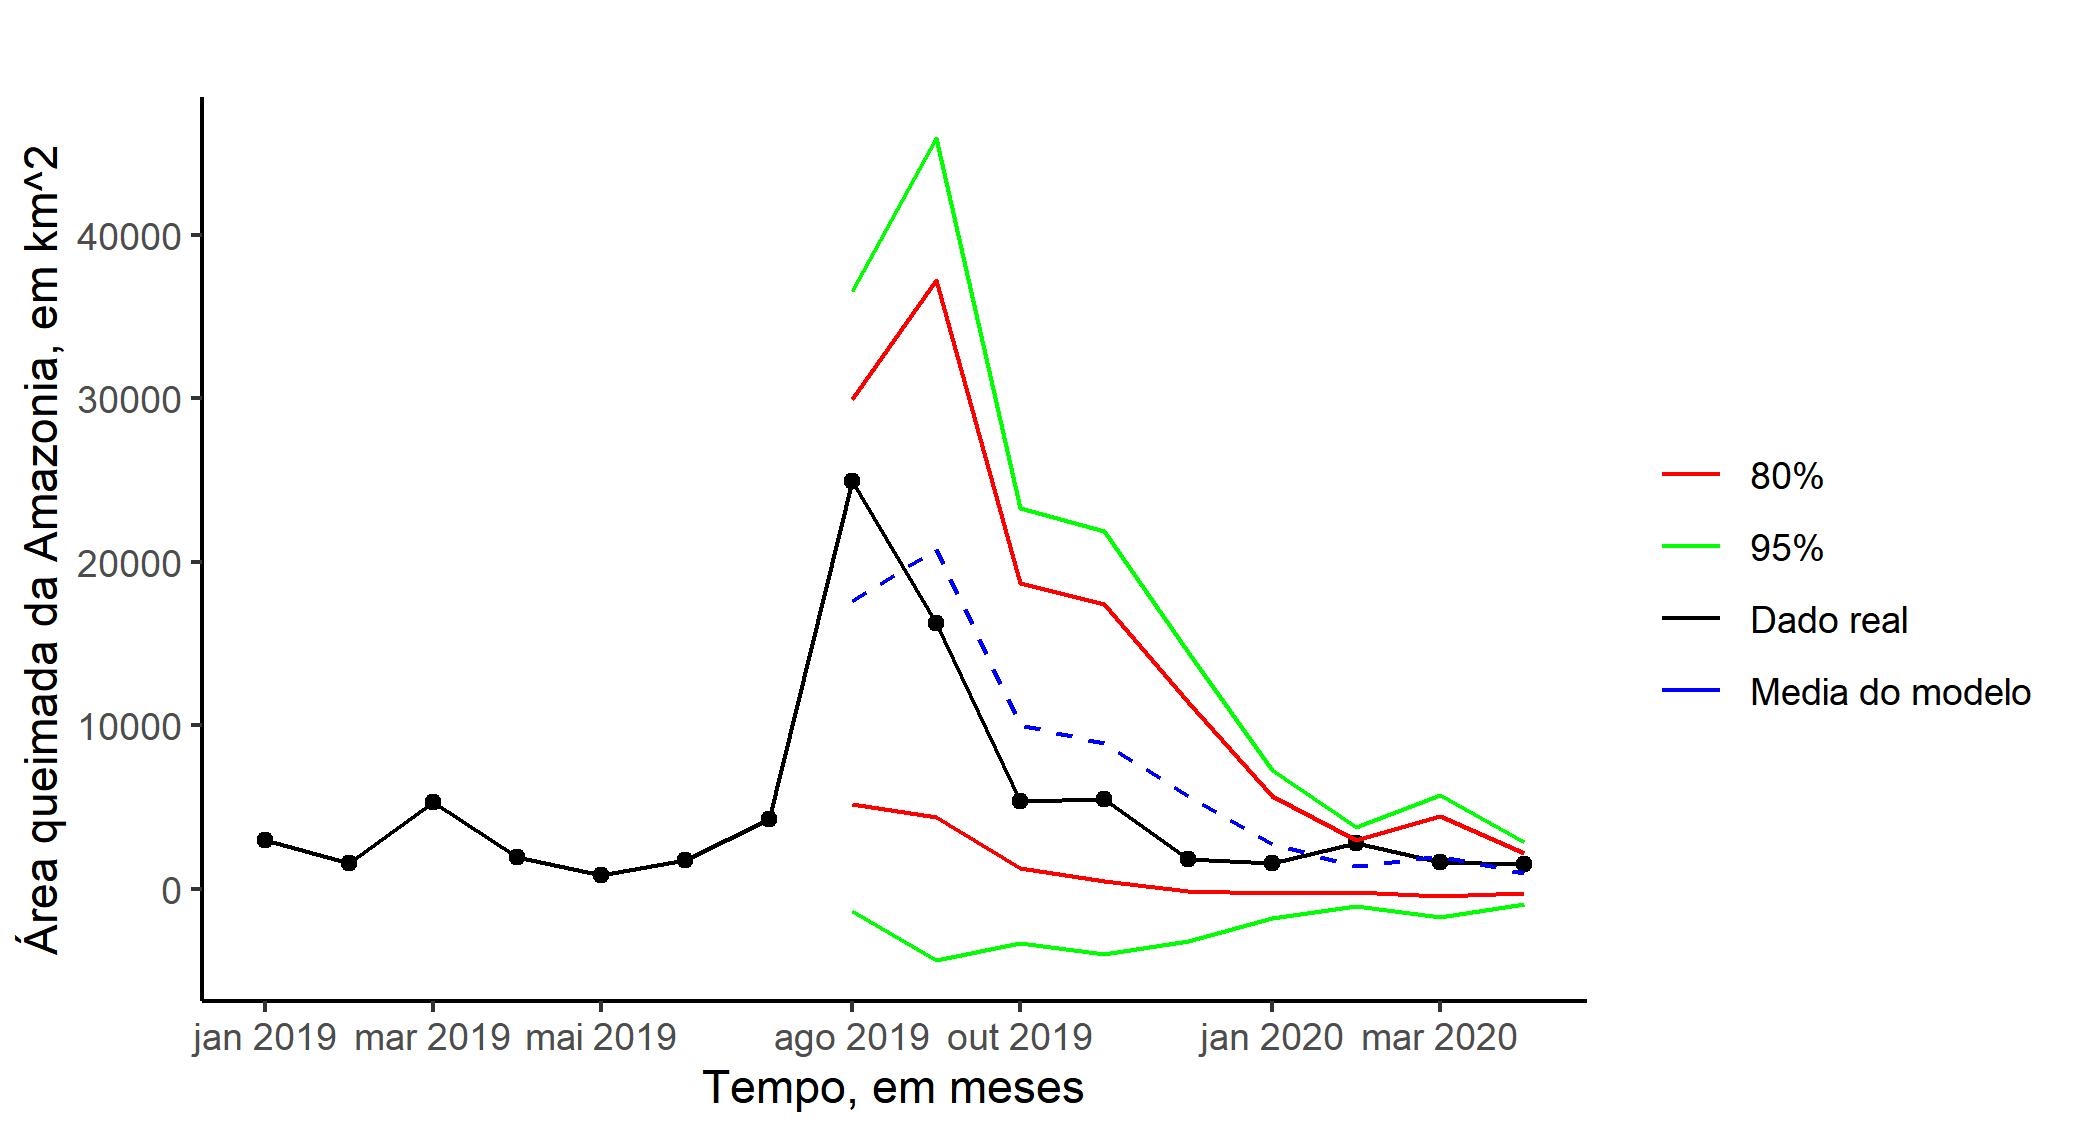 Área queimada da Amazonia, em km^2
40000
30000
20000
10000
0
jan 2019 mar 2019 mai 2019 ago 2019 out 2019 jan 2020 mar 2020
Tempo, em meses
80%
95%
Dado real
Media do modelo